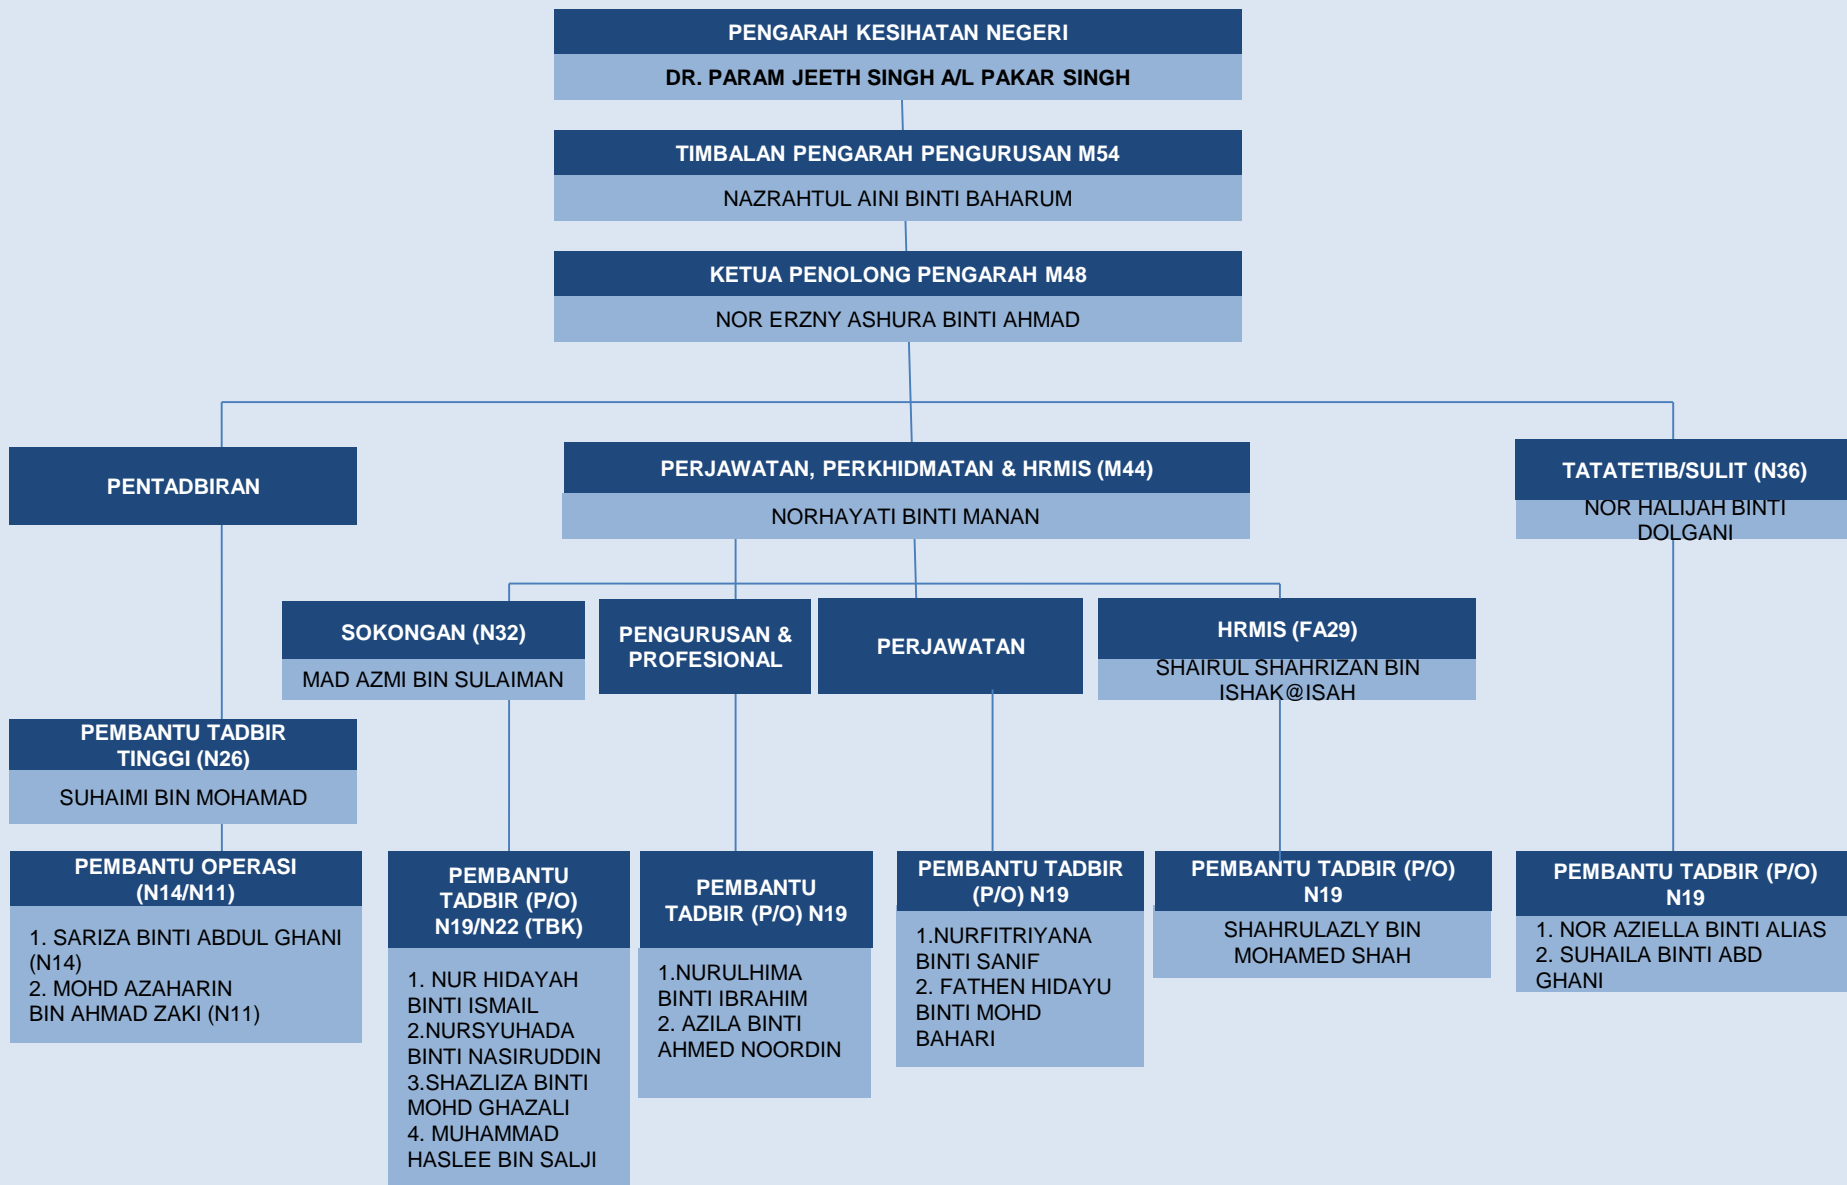 PENGARAH KESIHATAN NEGERI
DR. PARAM JEETH SINGH A/L PAKAR SINGH
TIMBALAN PENGARAH PENGURUSAN M54
NAZRAHTUL AINI BINTI BAHARUM
KETUA PENOLONG PENGARAH M48
NOR ERZNY ASHURA BINTI AHMAD
PENTADBIRAN
PERJAWATAN, PERKHIDMATAN & HRMIS (M44)
NORHAYATI BINTI MANAN
TATATETIB/SULIT (N36)
NOR HALIJAH BINTI
DOLGANI
SOKONGAN (N32)
MAD AZMI BIN SULAIMAN
PENGURUSAN &
PROFESIONAL
PERJAWATAN
HRMIS (FA29)
SHAIRUL SHAHRIZAN BIN
ISHAK@ISAH
PEMBANTU TADBIR
TINGGI (N26)
SUHAIMI BIN MOHAMAD
PEMBANTU OPERASI
(N14/N11)
1. SARIZA BINTI ABDUL GHANI
(N14)
2. MOHD AZAHARIN
BIN AHMAD ZAKI (N11)
PEMBANTU
TADBIR (P/O)
N19/N22 (TBK)
1. NUR HIDAYAH
BINTI ISMAIL
2.NURSYUHADA
BINTI NASIRUDDIN
3.SHAZLIZA BINTI
MOHD GHAZALI
4. MUHAMMAD
HASLEE BIN SALJI
PEMBANTU
TADBIR (P/O) N19
1.NURULHIMA
BINTI IBRAHIM
2. AZILA BINTI
AHMED NOORDIN
PEMBANTU TADBIR
(P/O) N19
1.NURFITRIYANA
BINTI SANIF
2. FATHEN HIDAYU
BINTI MOHD
BAHARI
PEMBANTU TADBIR (P/O)
N19
SHAHRULAZLY BIN
MOHAMED SHAH
PEMBANTU TADBIR (P/O)
N19
1. NOR AZIELLA BINTI ALIAS
2. SUHAILA BINTI ABD
GHANI